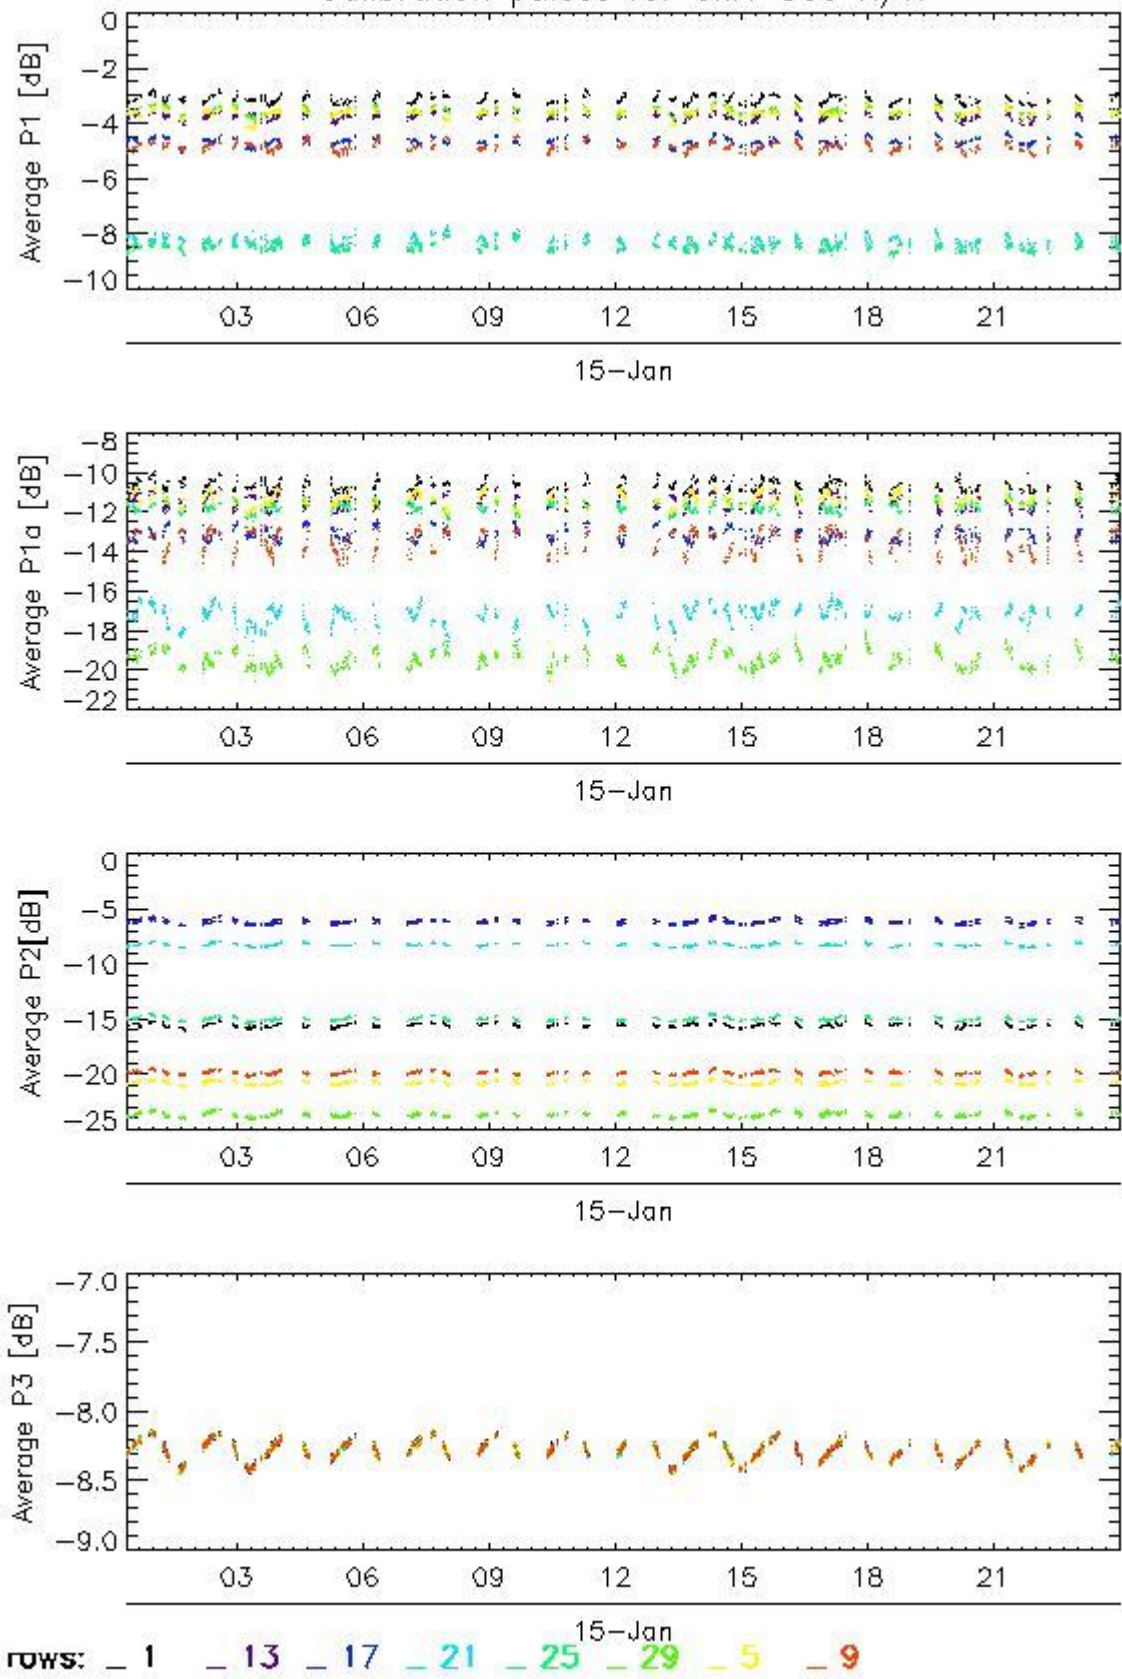 0
−2
−4
−6
−8
−10
Average P1 [dB]
03 06 09 12 15 18 21
15−Jan
−8
−10
−12
−14
−16
−18
−20
−22
Average P1a [dB]
03 06 09 12 15 18 21
15−Jan
0
−5
−10
−15
−20
−25
Average P2[dB]
03 06 09 12 15 18 21
15−Jan
−7.0
−7.5
−8.0
−8.5
−9.0
Average P3 [dB]
03 06 09 12 15 18 21
15−Jan
rows: _ 1 _ 13 _ 17 _ 21 _ 25 _ 29 _ 5 _ 9